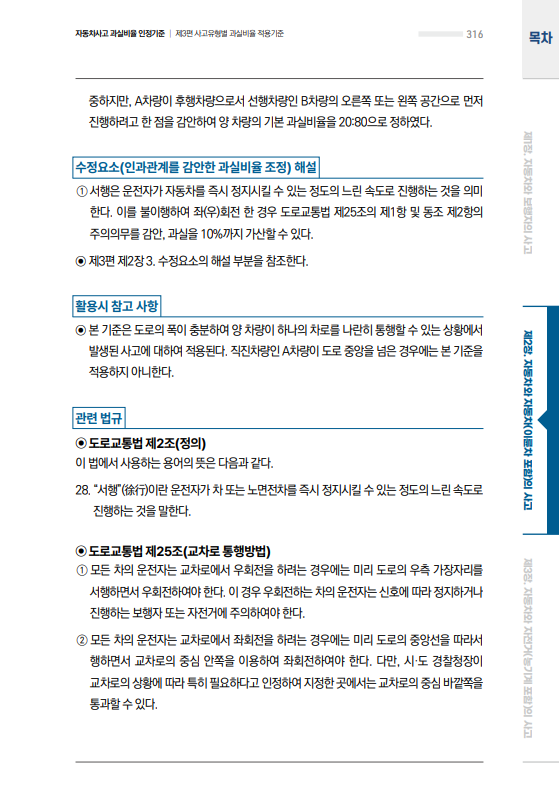 자동차사고 과실비율 인정기준 | 제3편 사고유형별 과실비율 적용기준
316
목차
중하지만, A차량이 후행차량으로서 선행차량인 B차량의 오른쪽 또는 왼쪽 공간으로 먼저
진행하려고 한 점을 감안하여 양 차량의 기본 과실비율을 20:80으로 정하였다.
수정요소(인과관계를 감안한 과실비율 조정) 해설
① 서행은 운전자가 자동차를 즉시 정지시킬 수 있는 정도의 느린 속도로 진행하는 것을 의미
한다. 이를 불이행하여 좌(우)회전 한 경우 도로교통법 제25조의 제1항 및 동조 제2항의
주의의무를 감안, 과실을 10%까지 가산할 수 있다.
◉ 제3편 제2장 3. 수정요소의 해설 부분을 참조한다.
활용시 참고 사항
◉ 본 기준은 도로의 폭이 충분하여 양 차량이 하나의 차로를 나란히 통행할 수 있는 상황에서
발생된 사고에 대하여 적용된다. 직진차량인 A차량이 도로 중앙을 넘은 경우에는 본 기준을
적용하지 아니한다.
관련 법규
◉ 도로교통법 제2조(정의)
이 법에서 사용하는 용어의 뜻은 다음과 같다.
28. “서행”(徐行)이란 운전자가 차 또는 노면전차를 즉시 정지시킬 수 있는 정도의 느린 속도로
진행하는 것을 말한다.
◉ 도로교통법 제25조(교차로 통행방법)
① 모든 차의 운전자는 교차로에서 우회전을 하려는 경우에는 미리 도로의 우측 가장자리를
서행하면서 우회전하여야 한다. 이 경우 우회전하는 차의 운전자는 신호에 따라 정지하거나
진행하는 보행자 또는 자전거에 주의하여야 한다.
② 모든 차의 운전자는 교차로에서 좌회전을 하려는 경우에는 미리 도로의 중앙선을 따라서
행하면서 교차로의 중심 안쪽을 이용하여 좌회전하여야 한다. 다만, 시·도 경찰청장이
교차로의 상황에 따라 특히 필요하다고 인정하여 지정한 곳에서는 교차로의 중심 바깥쪽을
통과할 수 있다.
제1장. 자동차와 보행자의 사고
제2장. 자동차와 자동차(이륜차 포함)의 사고
제3장. 자동차와 자전거(농기계 포함)의 사고